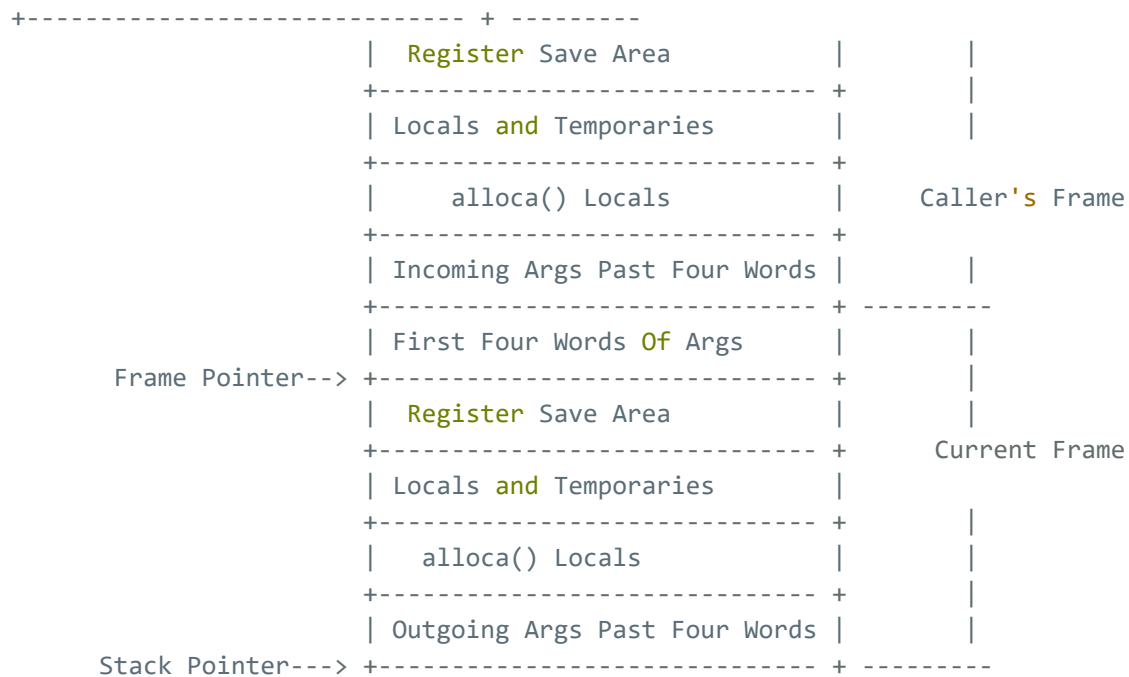 +------------------------------ + ---------
| Register Save Area | |
+------------------------------ + |
| Locals and Temporaries | |
+------------------------------ +
| alloca() Locals | Caller's Frame
+------------------------------ +
| Incoming Args Past Four Words | |
+------------------------------ + ---------
| First Four Words Of Args | |
Frame Pointer--> +------------------------------ + |
| Register Save Area | |
+------------------------------ + Current Frame
| Locals and Temporaries |
+------------------------------ + |
| alloca() Locals | |
+------------------------------ + |
| Outgoing Args Past Four Words | |
Stack Pointer---> +------------------------------ + ---------